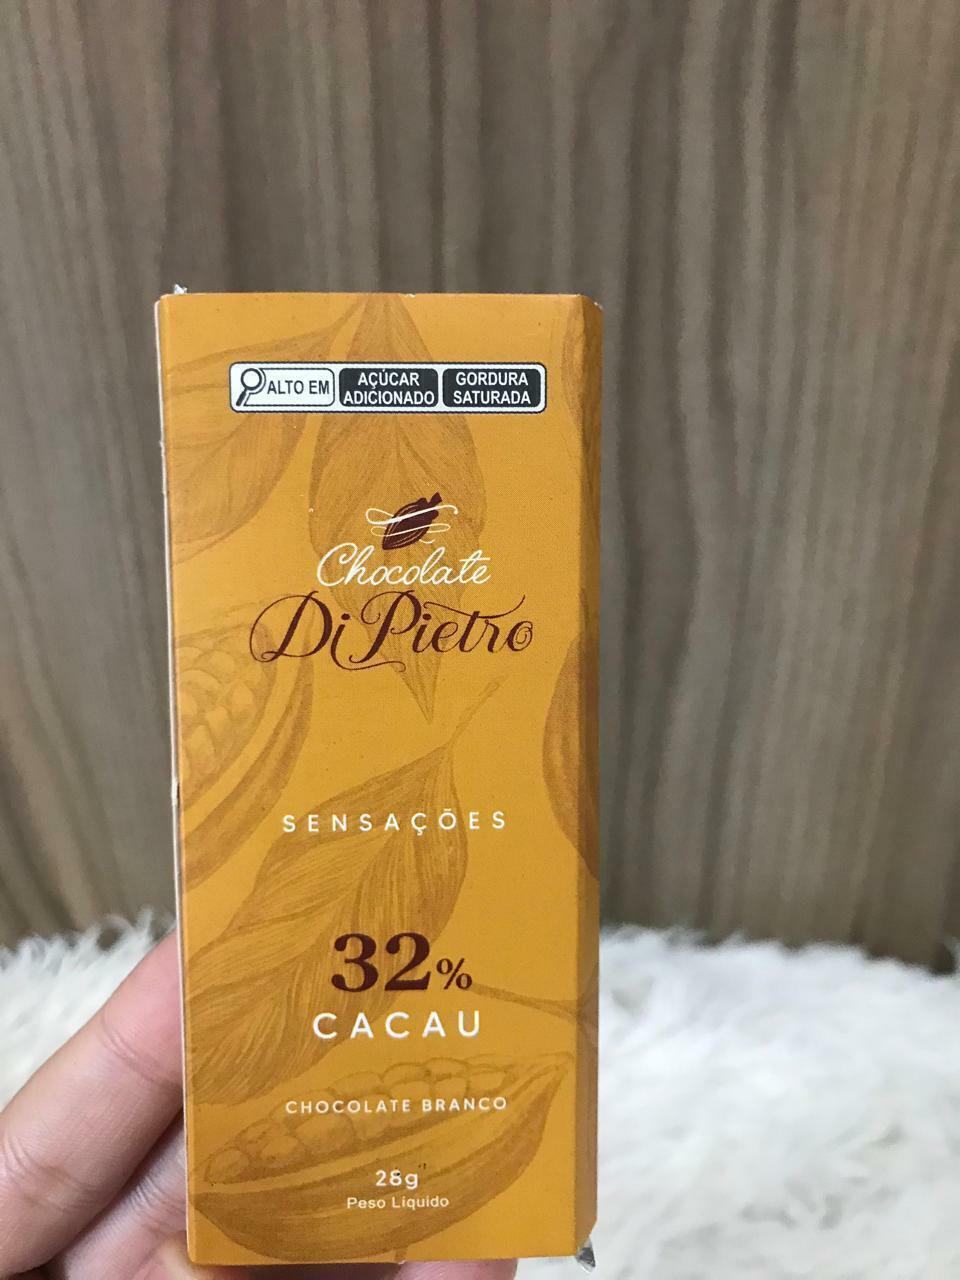 ALTO EM
AÇÚCAR
ADICIONADO
GORDURA
SATURADA
Chocolate
Di Pietro
SENSAÇÕES
32%
CACAU
CHOCOLATE BRANCO
28g
Peso Líquido